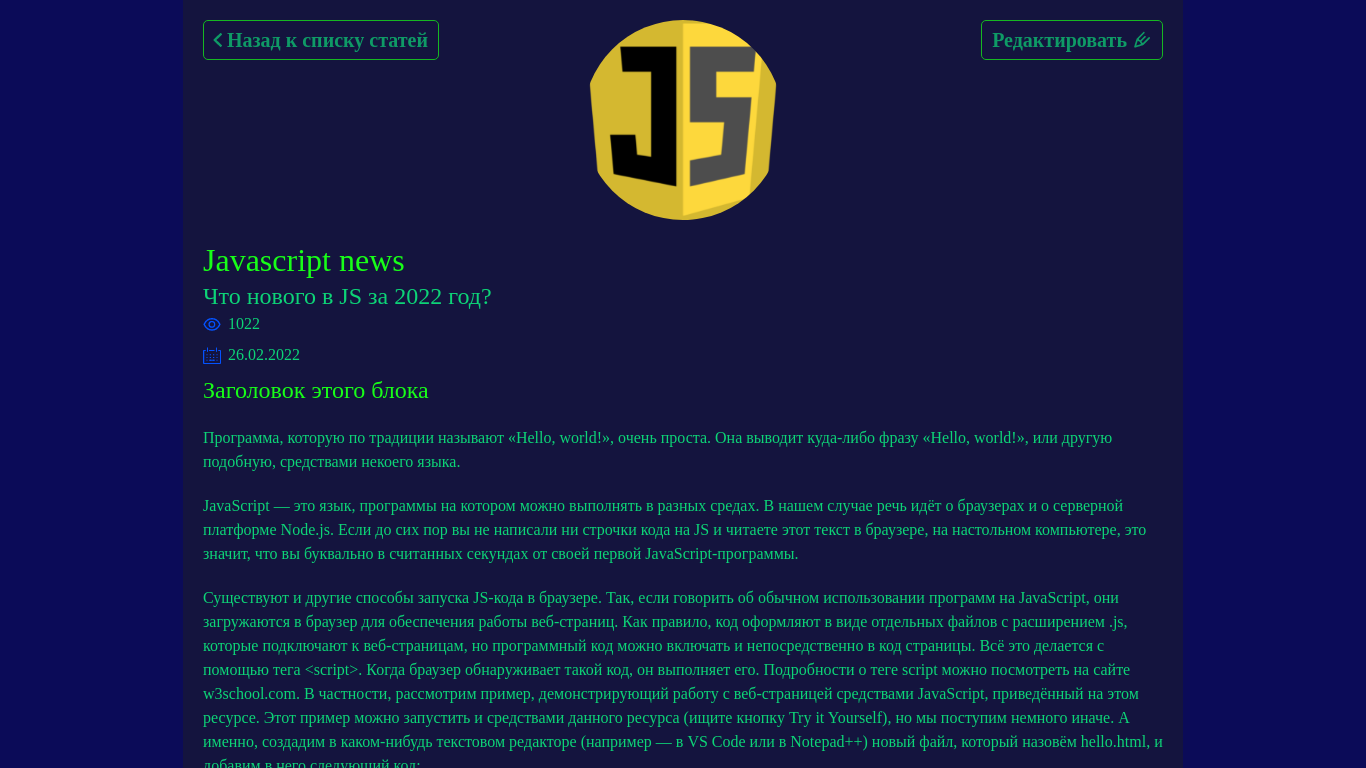 Назад к списку статей
Редактировать
JS
Javascript news
Что нового в JS за 2022 год?
1022
26.02.2022
Заголовок этого блока
Программа, которую по традиции называют «Hello, world!», очень проста. Она выводит куда-либо фразу «Hello, world!», или другую
подобную, средствами некоего языка.
JavaScript — это язык, программы на котором можно выполнять в разных средах. В нашем случае речь идёт о браузерах и о серверной
платформе Node.js. Если до сих пор вы не написали ни строчки кода на JS и читаете этот текст в браузере, на настольном компьютере, это
значит, что вы буквально в считанных секундах от своей первой JavaScript-программы.
Существуют и другие способы запуска JS-кода в браузере. Так, если говорить об обычном использовании программ на JavaScript, они
загружаются в браузер для обеспечения работы веб-страниц. Как правило, код оформляют в виде отдельных файлов с расширением .js,
которые подключают к веб-страницам, но программный код можно включать и непосредственно в код страницы. Всё это делается с
помощью тега <script>. Когда браузер обнаруживает такой код, он выполняет его. Подробности о теге script можно посмотреть на сайте
w3school.com. В частности, рассмотрим пример, демонстрирующий работу с веб-страницей средствами JavaScript, приведённый на этом
ресурсе. Этот пример можно запустить и средствами данного ресурса (ищите кнопку Try it Yourself), но мы поступим немного иначе. А
именно, создадим в каком-нибудь текстовом редакторе (например — в VS Code или в Notepad++) новый файл, который назовём hello.html, и
добавим в него следующий код: